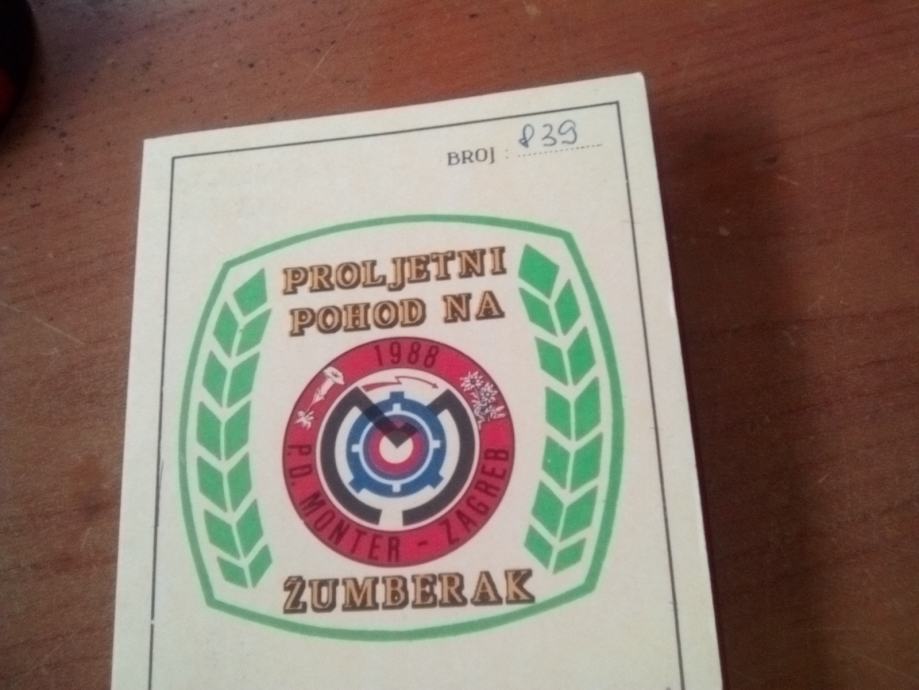 BROJ : 839
PROLJETNI
POHOD NA
1988
P.D. MONTER - ZAGREB
ŽUMBERAK